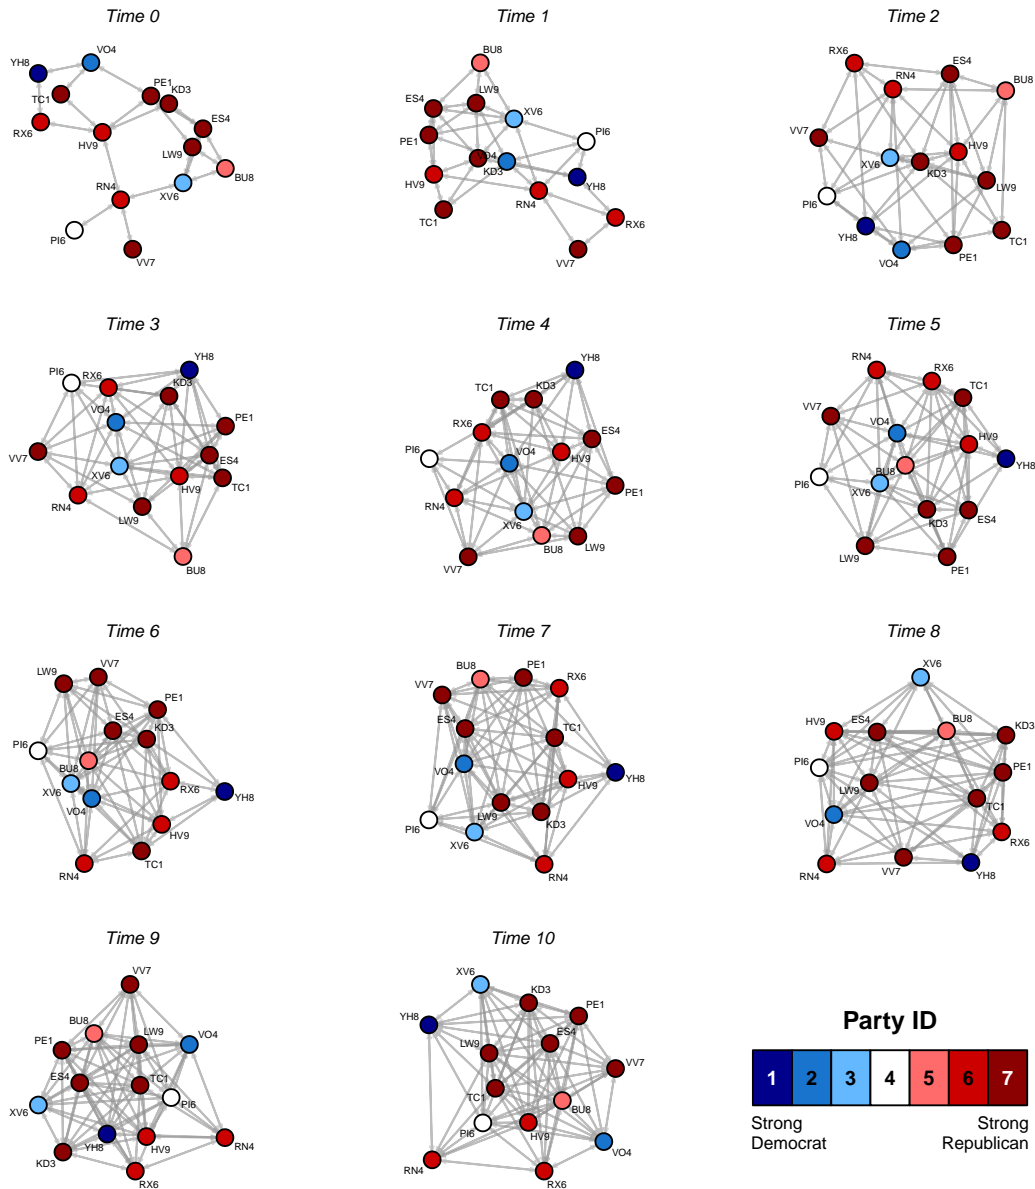 Time 0
Time 1
Time 2
VO4
YH8
TC1
PE1
KD3
RX6
HV9
ES4
LW9
BU8
RN4
XV6
PI6
VV7
BU8
LW9
ES4
XV6
PE1
PI6
VO4
KD3
HV9
YH8
RN4
TC1
RX6
VV7
RX6
ES4
RN4
BU8
VV7
HV9
XV6
KD3
LW9
PI6
YH8
TC1
VO4
PE1
Time 3
Time 4
Time 5
YH8
PI6
RX6
KD3
VO4
PE1
VV7
ES4
XV6
HV9
TC1
RN4
LW9
BU8
YH8
TC1
KD3
RX6
ES4
PI6
VO4
HV9
PE1
RN4
XV6
BU8
LW9
VV7
RN4
RX6
TC1
VV7
VO4
HV9
YH8
BU8
PI6
XV6
KD3
ES4
LW9
PE1
Time 6
Time 7
Time 8
LW9
VV7
PE1
ES4
KD3
PI6
BU8
XV6
RX6
VO4
YH8
HV9
TC1
RN4
BU8
PE1
RX6
VV7
ES4
TC1
VO4
YH8
HV9
LW9
PI6
KD3
XV6
RN4
XV6
HV9
ES4
BU8
KD3
PI6
PE1
LW9
TC1
VO4
RX6
RN4
VV7
YH8
Time 9
Time 10
VV7
BU8
PE1
LW9
VO4
ES4
TC1
XV6
PI6
YH8
HV9
RN4
KD3
RX6
XV6
KD3
YH8
PE1
ES4
LW9
VV7
TC1
BU8
PI6
HV9
VO4
RN4
RX6
Party ID
1 2 3 4 5 6 7
Strong Strong
Democrat Republican